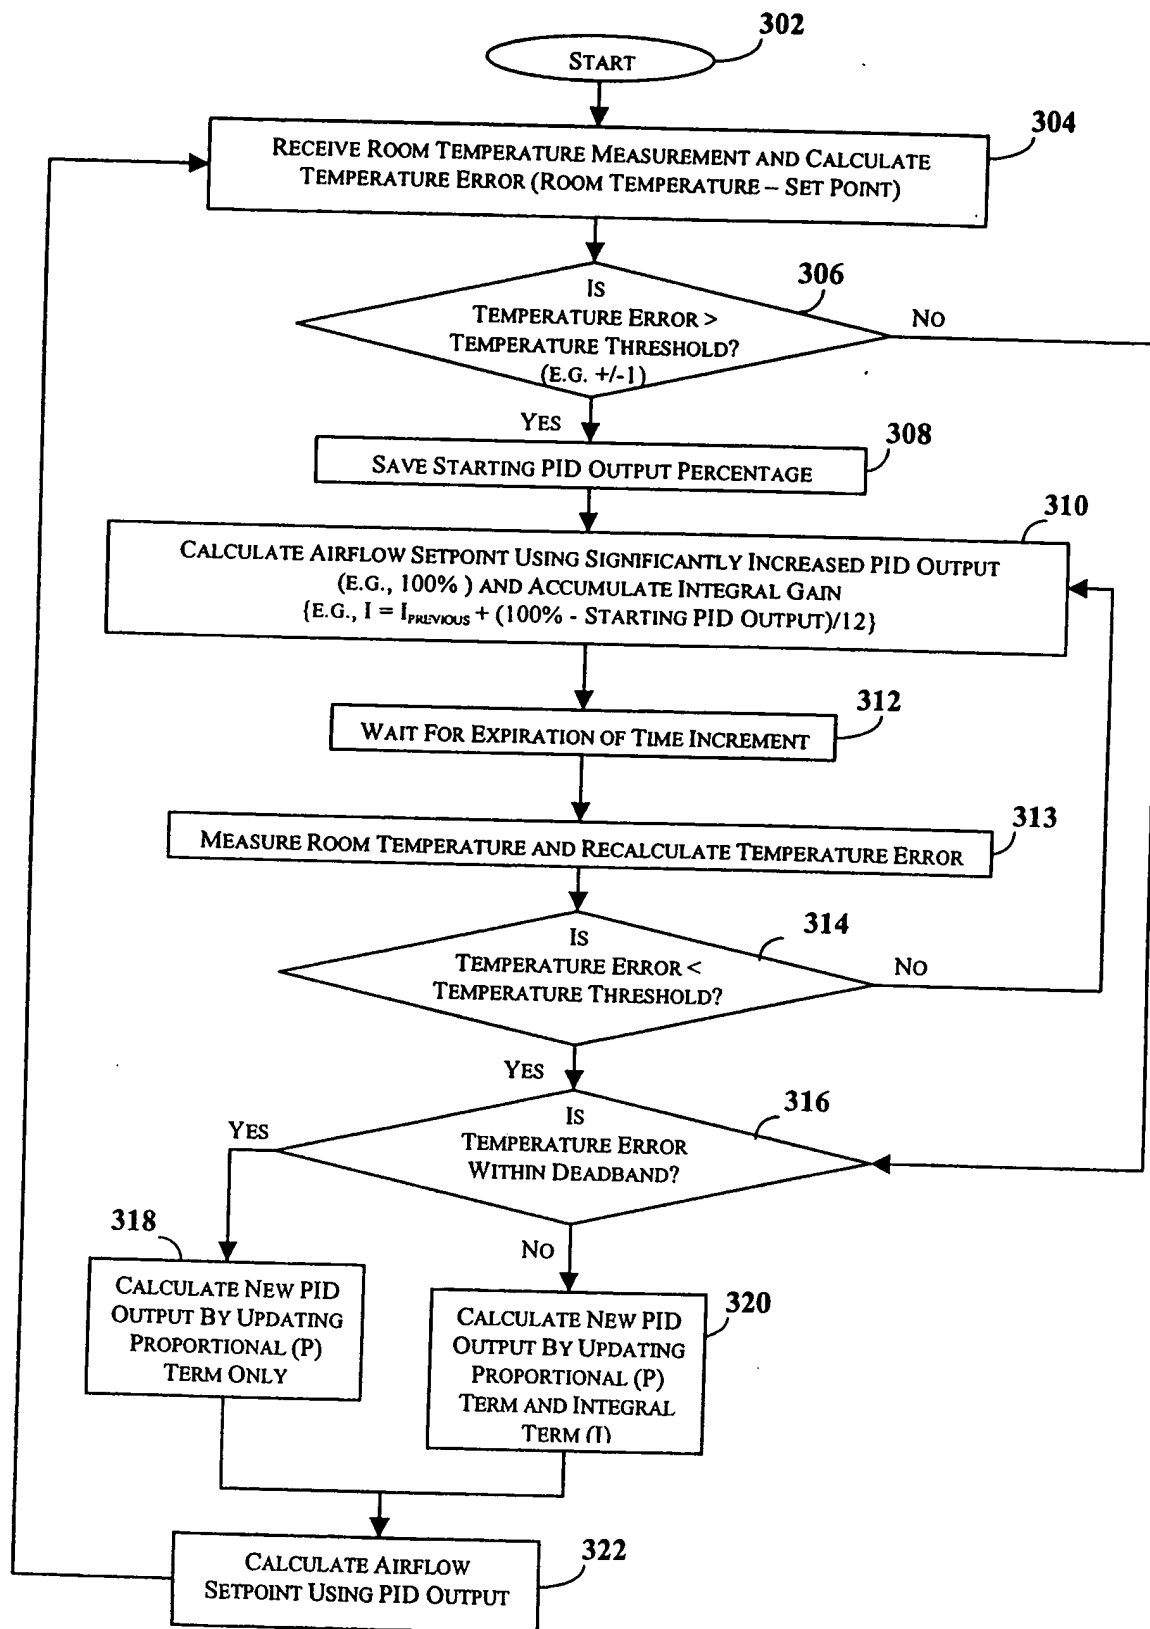 302
START
304
RECEIVE ROOM TEMPERATURE MEASUREMENT AND CALCULATE
TEMPERATURE ERROR (ROOM TEMPERATURE – SET POINT)
306
IS
TEMPERATURE ERROR >
TEMPERATURE THRESHOLD?
(E.G. +/-1)
NO
YES
308
SAVE STARTING PID OUTPUT PERCENTAGE
310
CALCULATE AIRFLOW SETPOINT USING SIGNIFICANTLY INCREASED PID OUTPUT
(E.G., 100% ) AND ACCUMULATE INTEGRAL GAIN
{E.G., I = IPREVIOUS + (100% - STARTING PID OUTPUT)/12}
312
WAIT FOR EXPIRATION OF TIME INCREMENT
313
MEASURE ROOM TEMPERATURE AND RECALCULATE TEMPERATURE ERROR
314
IS
TEMPERATURE ERROR <
TEMPERATURE THRESHOLD?
NO
YES
316
IS
TEMPERATURE ERROR
WITHIN DEADBAND?
YES
NO
318
CALCULATE NEW PID
OUTPUT BY UPDATING
PROPORTIONAL (P)
TERM ONLY
320
CALCULATE NEW PID
OUTPUT BY UPDATING
PROPORTIONAL (P)
TERM AND INTEGRAL
TERM (I)
322
CALCULATE AIRFLOW
SETPOINT USING PID OUTPUT